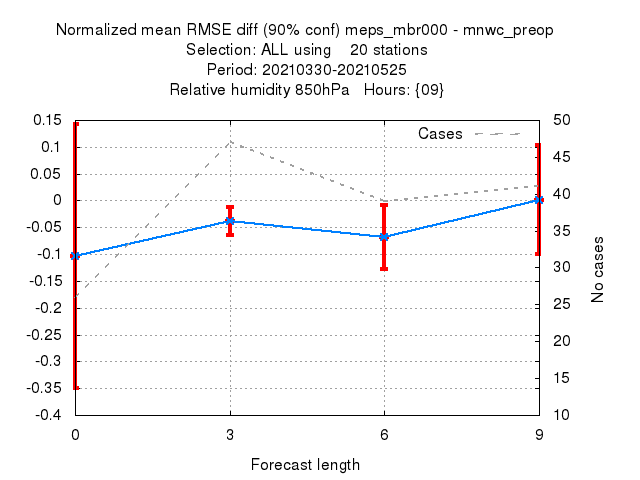 Normalized mean RMSE diff (90% conf) meps_mbr000 - mnwc_preop
Selection: ALL using    20 stations
Period: 20210330-20210525
Relative humidity 850hPa   Hours: {09}
Cases
0.15
0.1
0.05
0
-0.05
-0.1
-0.15
-0.2
-0.25
-0.3
-0.35
-0.4
50
45
40
35
30
25
20
15
10
No cases
0 3 6 9
Forecast length